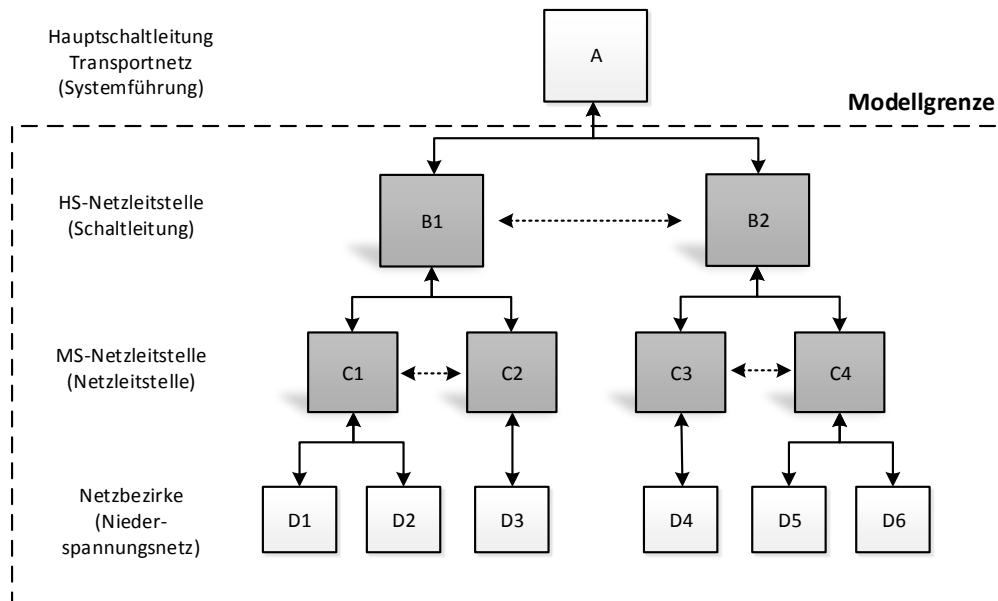 Hauptschaltleitung
Transportnetz
(Systemführung)
A
Modellgrenze
HS-Netzleitstelle
(Schaltleitung)
B1
B2
MS-Netzleitstelle
(Netzleitstelle)
C1
C2
C3
C4
Netzbezirke
(Nieder-
spannungsnetz)
D1
D2
D3
D4
D5
D6